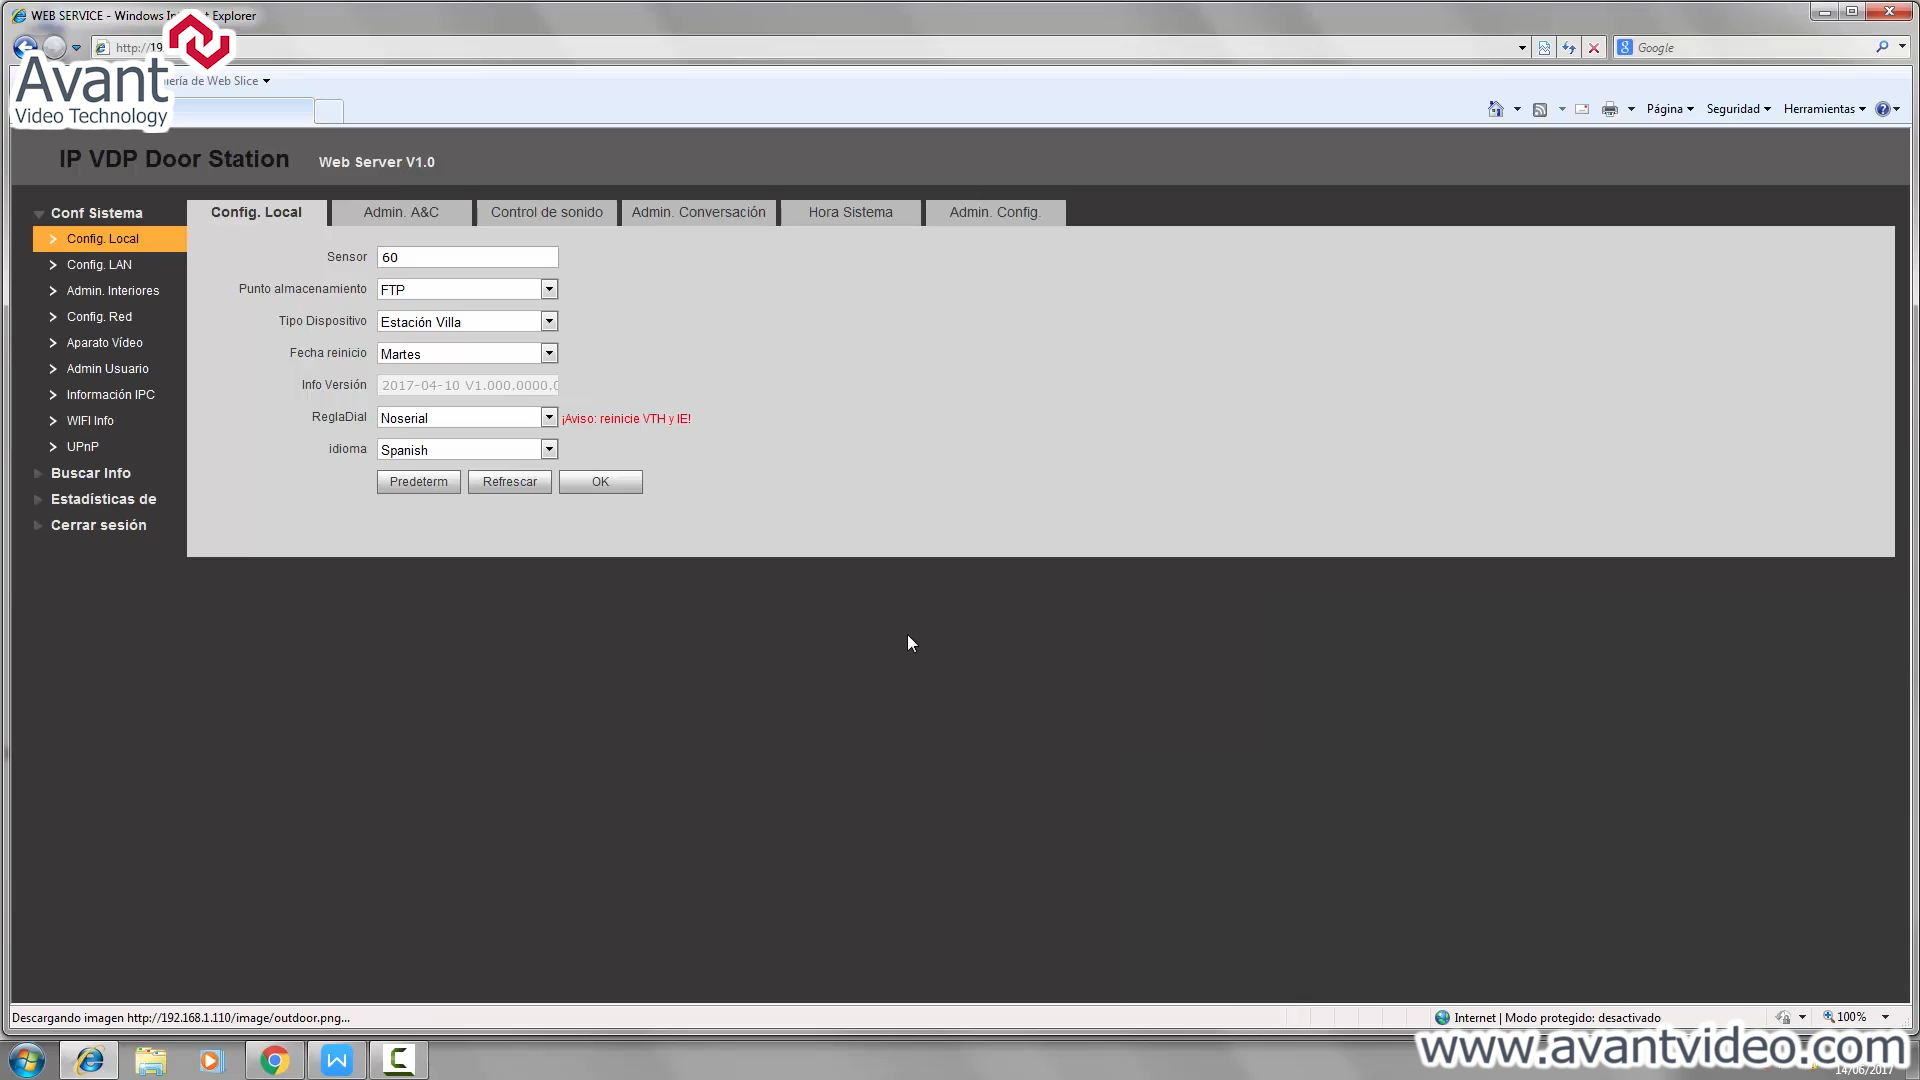 WEB SERVICE - Windows Int t Explorer
http://19
Google
Avant
Video Technology
ería de Web Slice
Página
Seguridad
Herramientas
IP VDP Door Station
Web Server V1.0
Conf Sistema
Config. Local
Config. LAN
Admin. Interiores
Config. Red
Aparato Vídeo
Admin Usuario
Información IPC
WIFI Info
UPnP
Buscar Info
Estadísticas de
Cerrar sesión
Config. Local
Admin. A&C
Control de sonido
Admin. Conversación
Hora Sistema
Admin. Config.
Sensor 60
Punto almacenamiento FTP
Tipo Dispositivo Estación Villa
Fecha reinicio Martes
Info Versión 2017-04-10 V1.000.0000.0
ReglaDial Noserial ¡Aviso: reinicie VTH y IE!
idioma Spanish
Predeterm Refrescar OK
Descargando imagen http://192.168.1.110/image/outdoor.png...
Internet | Modo protegido: desactivado
100%
www.avantvideo.com
14/06/2017